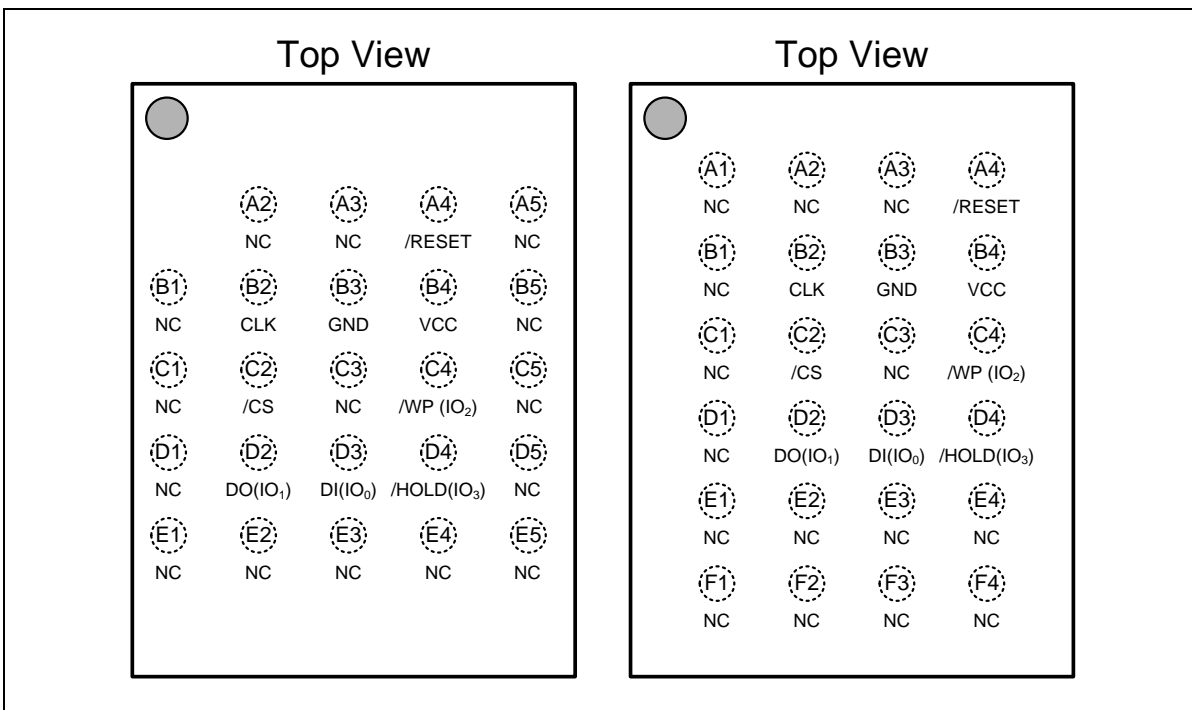 Top View
A2 A3 A4 A5
NC NC /RESET NC
B1 B2 B3 B4 B5
NC CLK GND VCC NC
C1 C2 C3 C4 C5
NC /CS NC /WP (IO₂) NC
D1 D2 D3 D4 D5
NC DO(IO₁) DI(IO₀) /HOLD(IO₃) NC
E1 E2 E3 E4 E5
NC NC NC NC NC
Top View
A1 A2 A3 A4
NC NC NC /RESET
B1 B2 B3 B4
NC CLK GND VCC
C1 C2 C3 C4
NC /CS NC /WP (IO₂)
D1 D2 D3 D4
NC DO(IO₁) DI(IO₀) /HOLD(IO₃)
E1 E2 E3 E4
NC NC NC NC
F1 F2 F3 F4
NC NC NC NC